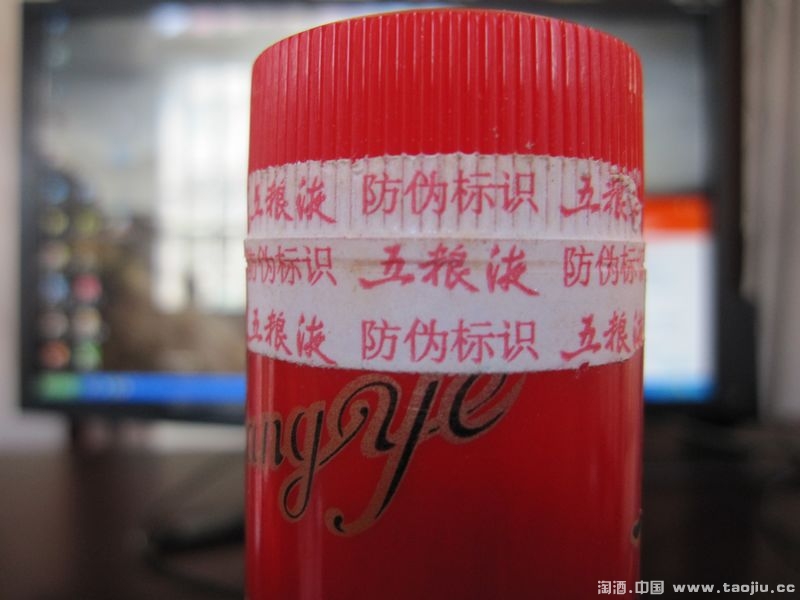 五粮液 防伪标识 五粮液
防伪标识 五粮液 防伪标识
五粮液 防伪标识 五粮液
ang ye
淘酒.中国 www.taojiu.cc